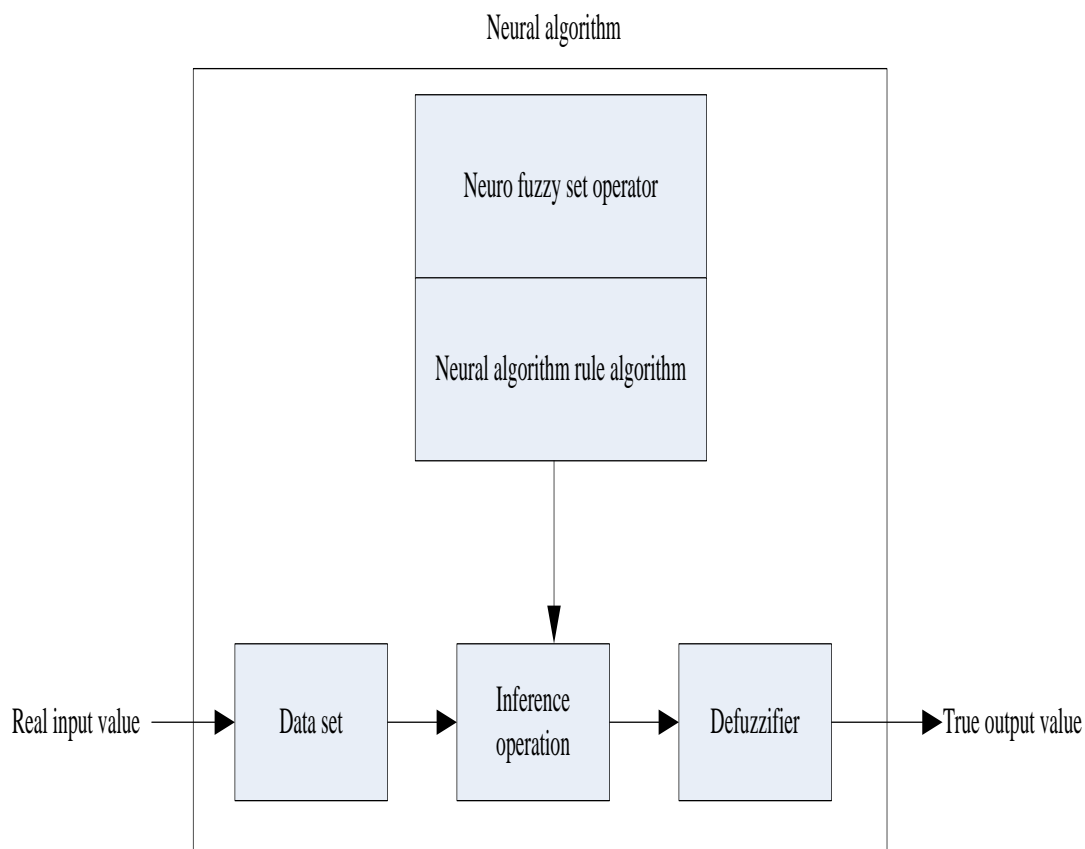 Neural algorithm
Neuro fuzzy set operator
Neural algorithm rule algorithm
Real input value
Data set
Inference
operation
Defuzzifier
True output value